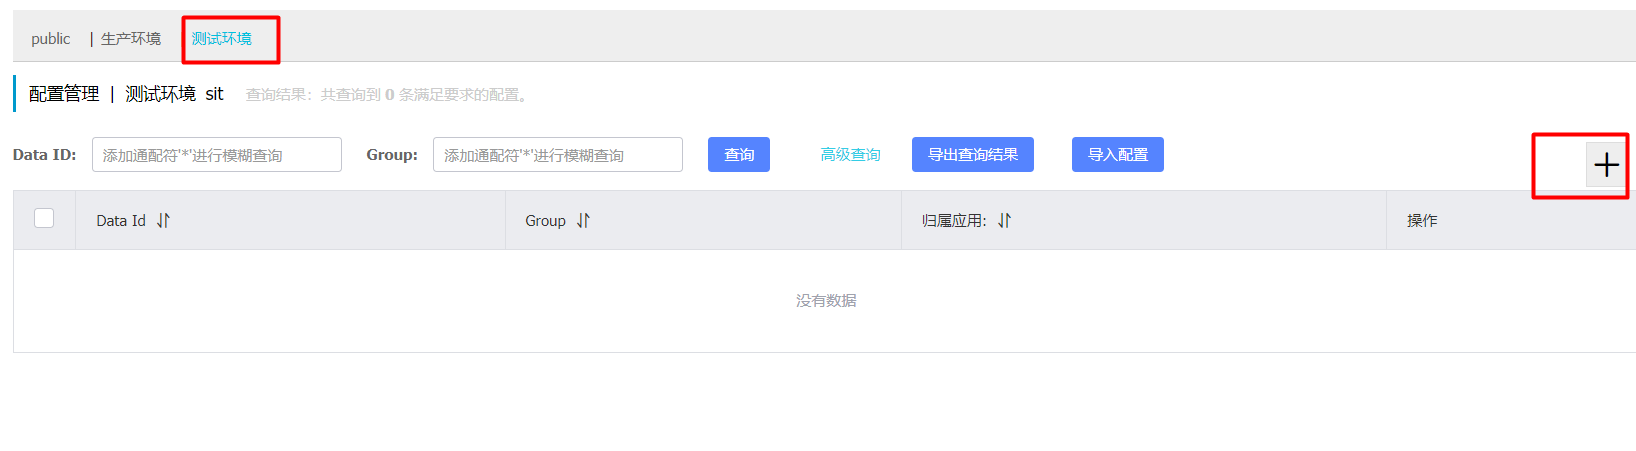 public | 生产环境 测试环境
配置管理 | 测试环境 sit 查询结果：共查询到 0 条满足要求的配置。
Data ID: 添加通配符'*'进行模糊查询 Group: 添加通配符'*'进行模糊查询 查询 高级查询 导出查询结果 导入配置
Data Id Group 归属应用: 操作
没有数据